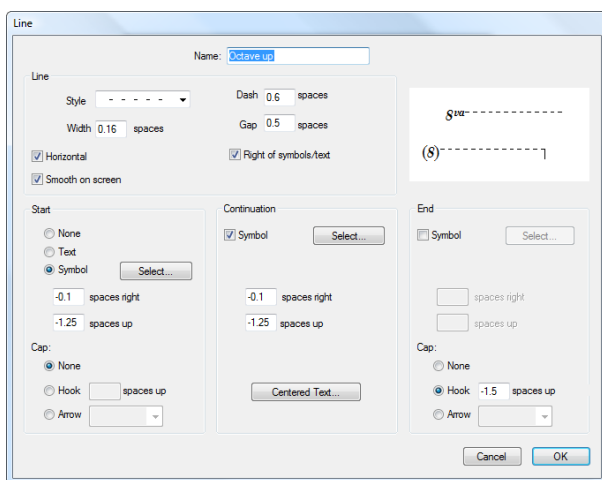 Line
Name: Octave up
Line
Style - - - - -
Dash 0.6 spaces
Width 0.16 spaces
Gap 0.5 spaces
Horizontal
Right of symbols/text
Smooth on screen
8va
(8)
Start
None
Text
Symbol Select...
-0.1 spaces right
-1.25 spaces up
Cap:
None
Hook spaces up
Arrow
Continuation
Symbol Select...
-0.1 spaces right
-1.25 spaces up
Centered Text...
End
Symbol Select...
spaces right
spaces up
Cap:
None
Hook -1.5 spaces up
Arrow
Cancel OK